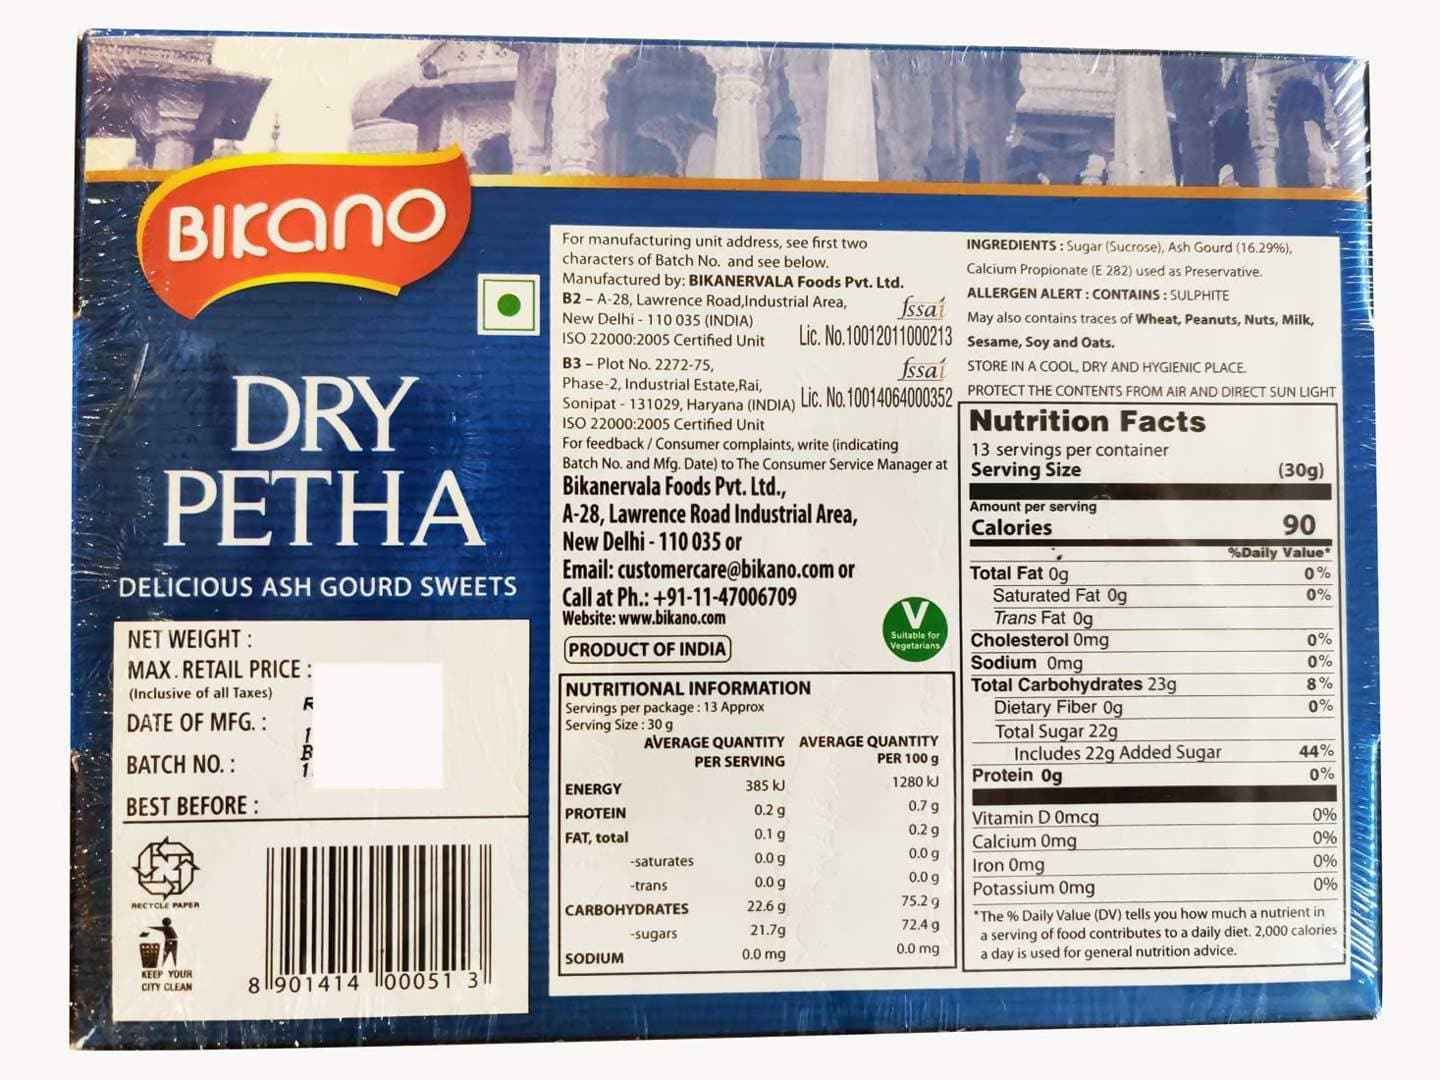 BIKANO
DRY
PETHA
DELICIOUS ASH GOURD SWEETS
NET WEIGHT :
MAX. RETAIL PRICE :
(Inclusive of all Taxes)
DATE OF MFG. :
BATCH NO. :
BEST BEFORE :
RECYCLE PAPER
KEEP YOUR
CITY CLEAN
8 901414 000513
For manufacturing unit address, see first two
characters of Batch No. and see below.
Manufactured by: BIKANERVALA Foods Pvt. Ltd.
B2 – A-28, Lawrence Road,Industrial Area,
New Delhi - 110 035 (INDIA)
ISO 22000:2005 Certified Unit
fssai
Lic. No.10012011000213
B3 – Plot No. 2272-75,
Phase-2, Industrial Estate,Rai,
Sonipat - 131029, Haryana (INDIA)
ISO 22000:2005 Certified Unit
fssai
Lic. No.10014064000352
For feedback / Consumer complaints, write (indicating
Batch No. and Mfg. Date) to The Consumer Service Manager at
Bikanervala Foods Pvt. Ltd.,
A-28, Lawrence Road Industrial Area,
New Delhi - 110 035 or
Email: customercare@bikano.com or
Call at Ph.: +91-11-47006709
Website: www.bikano.com
PRODUCT OF INDIA
V
Suitable for
Vegetarians
NUTRITIONAL INFORMATION
Servings per package : 13 Approx
Serving Size : 30 g
AVERAGE QUANTITY AVERAGE QUANTITY
PER SERVING PER 100 g
ENERGY 385 kJ 1280 kJ
PROTEIN 0.2 g 0.7 g
FAT, total 0.1 g 0.2 g
-saturates 0.0 g 0.0 g
-trans 0.0 g 0.0 g
CARBOHYDRATES 22.6 g 75.2 g
-sugars 21.7g 72.4 g
SODIUM 0.0 mg 0.0 mg
INGREDIENTS : Sugar (Sucrose), Ash Gourd (16.29%),
Calcium Propionate (E 282) used as Preservative.
ALLERGEN ALERT : CONTAINS : SULPHITE
May also contains traces of Wheat, Peanuts, Nuts, Milk,
Sesame, Soy and Oats.
STORE IN A COOL, DRY AND HYGIENIC PLACE.
PROTECT THE CONTENTS FROM AIR AND DIRECT SUN LIGHT
Nutrition Facts
13 servings per container
Serving Size (30g)
Amount per serving
Calories 90
%Daily Value*
Total Fat 0g 0%
Saturated Fat 0g 0%
Trans Fat 0g
Cholesterol 0mg 0%
Sodium 0mg 0%
Total Carbohydrates 23g 8%
Dietary Fiber 0g 0%
Total Sugar 22g
Includes 22g Added Sugar 44%
Protein 0g 0%
Vitamin D 0mcg 0%
Calcium 0mg 0%
Iron 0mg 0%
Potassium 0mg 0%
*The % Daily Value (DV) tells you how much a nutrient in
a serving of food contributes to a daily diet. 2,000 calories
a day is used for general nutrition advice.